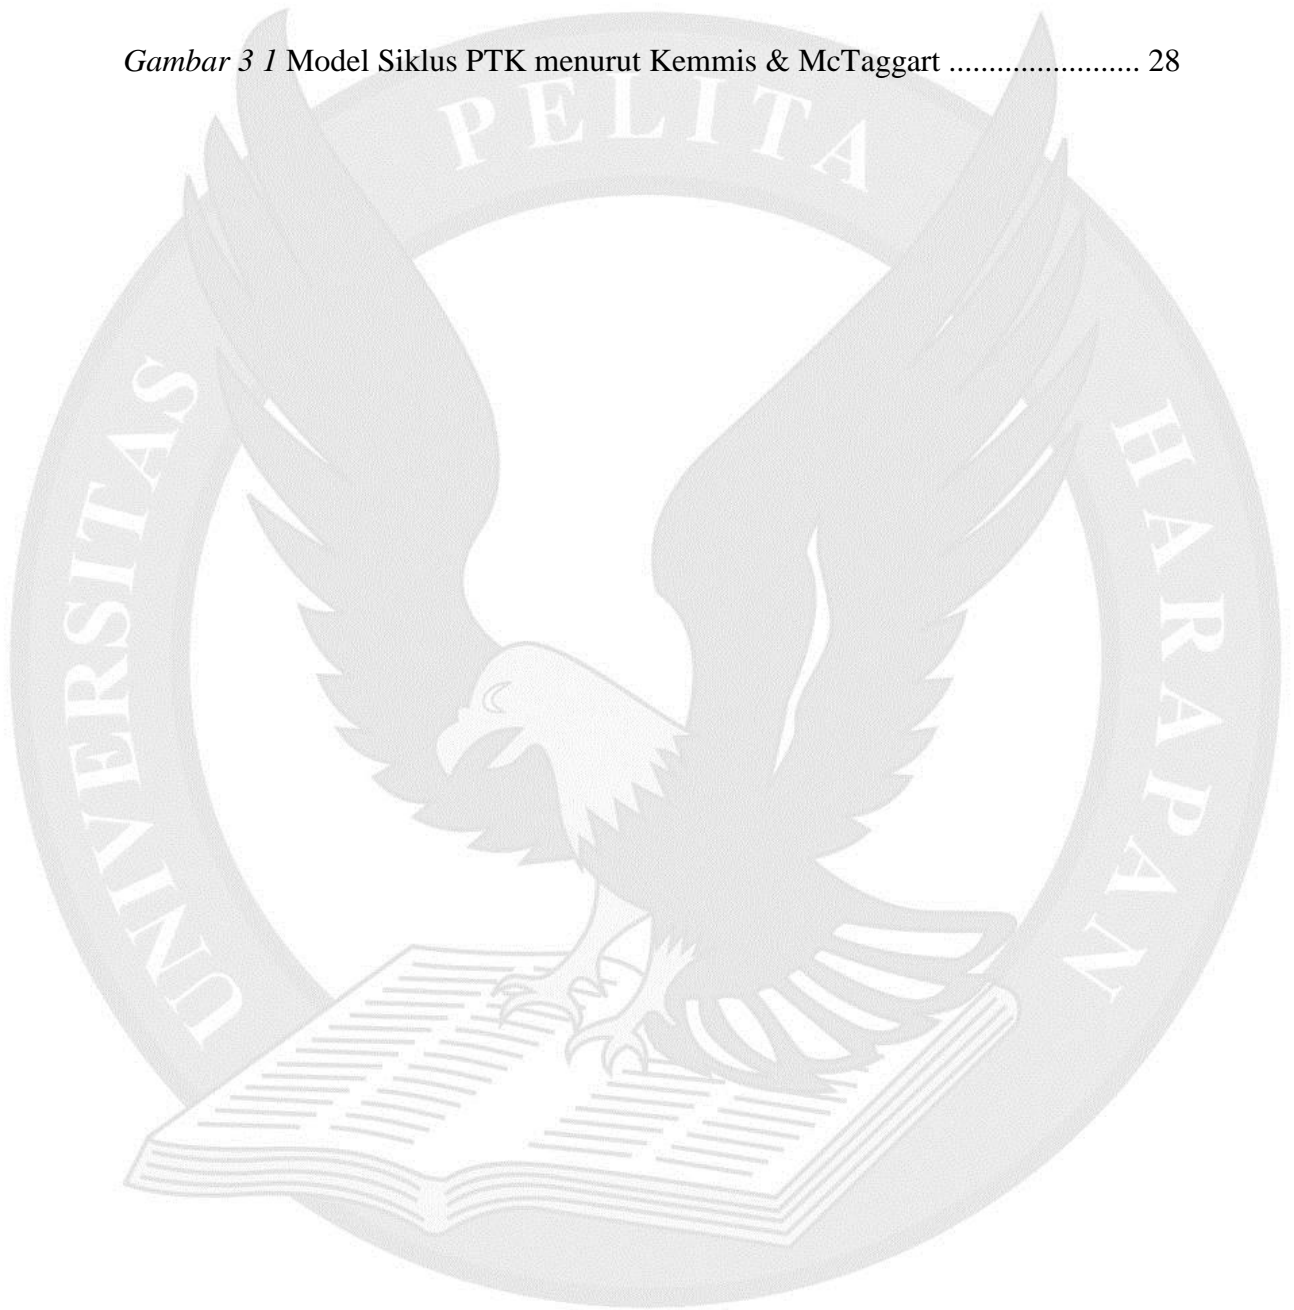 Gambar 3 1 Model Siklus PTK menurut Kemmis & McTaggart ........................ 28
PELITA
UNIVERSITAS
HARAPAN